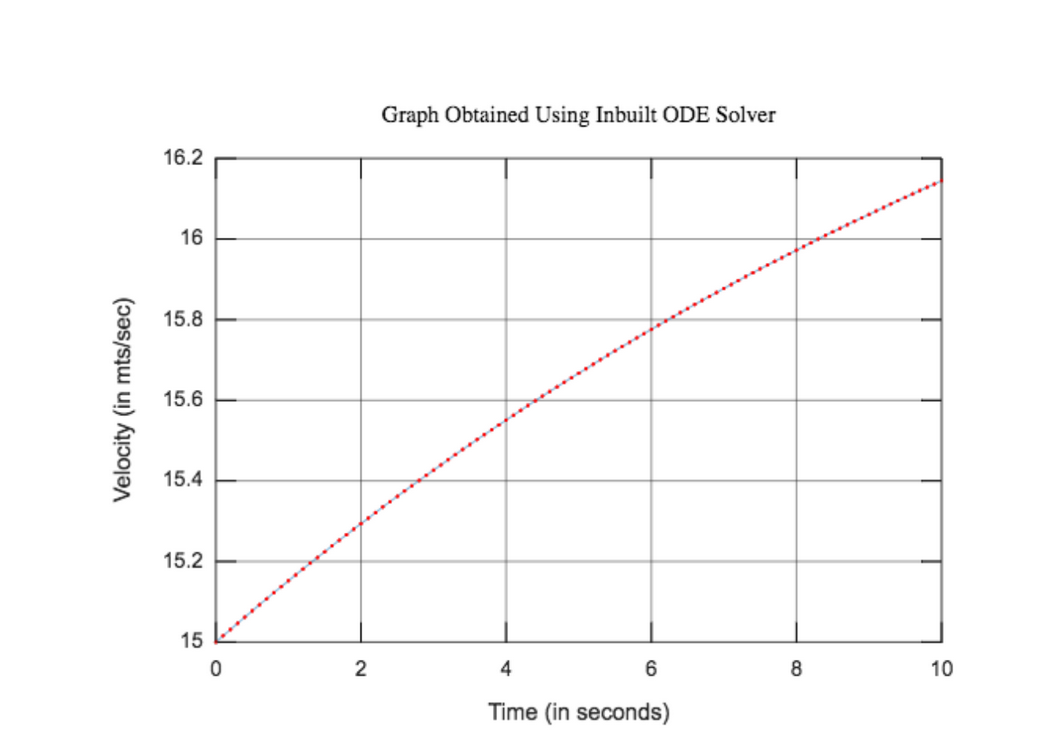 Graph Obtained Using Inbuilt ODE Solver
16.2
16
15.8
15.6
15.4
15.2
15
Velocity (in mts/sec)
0 2 4 6 8 10
Time (in seconds)